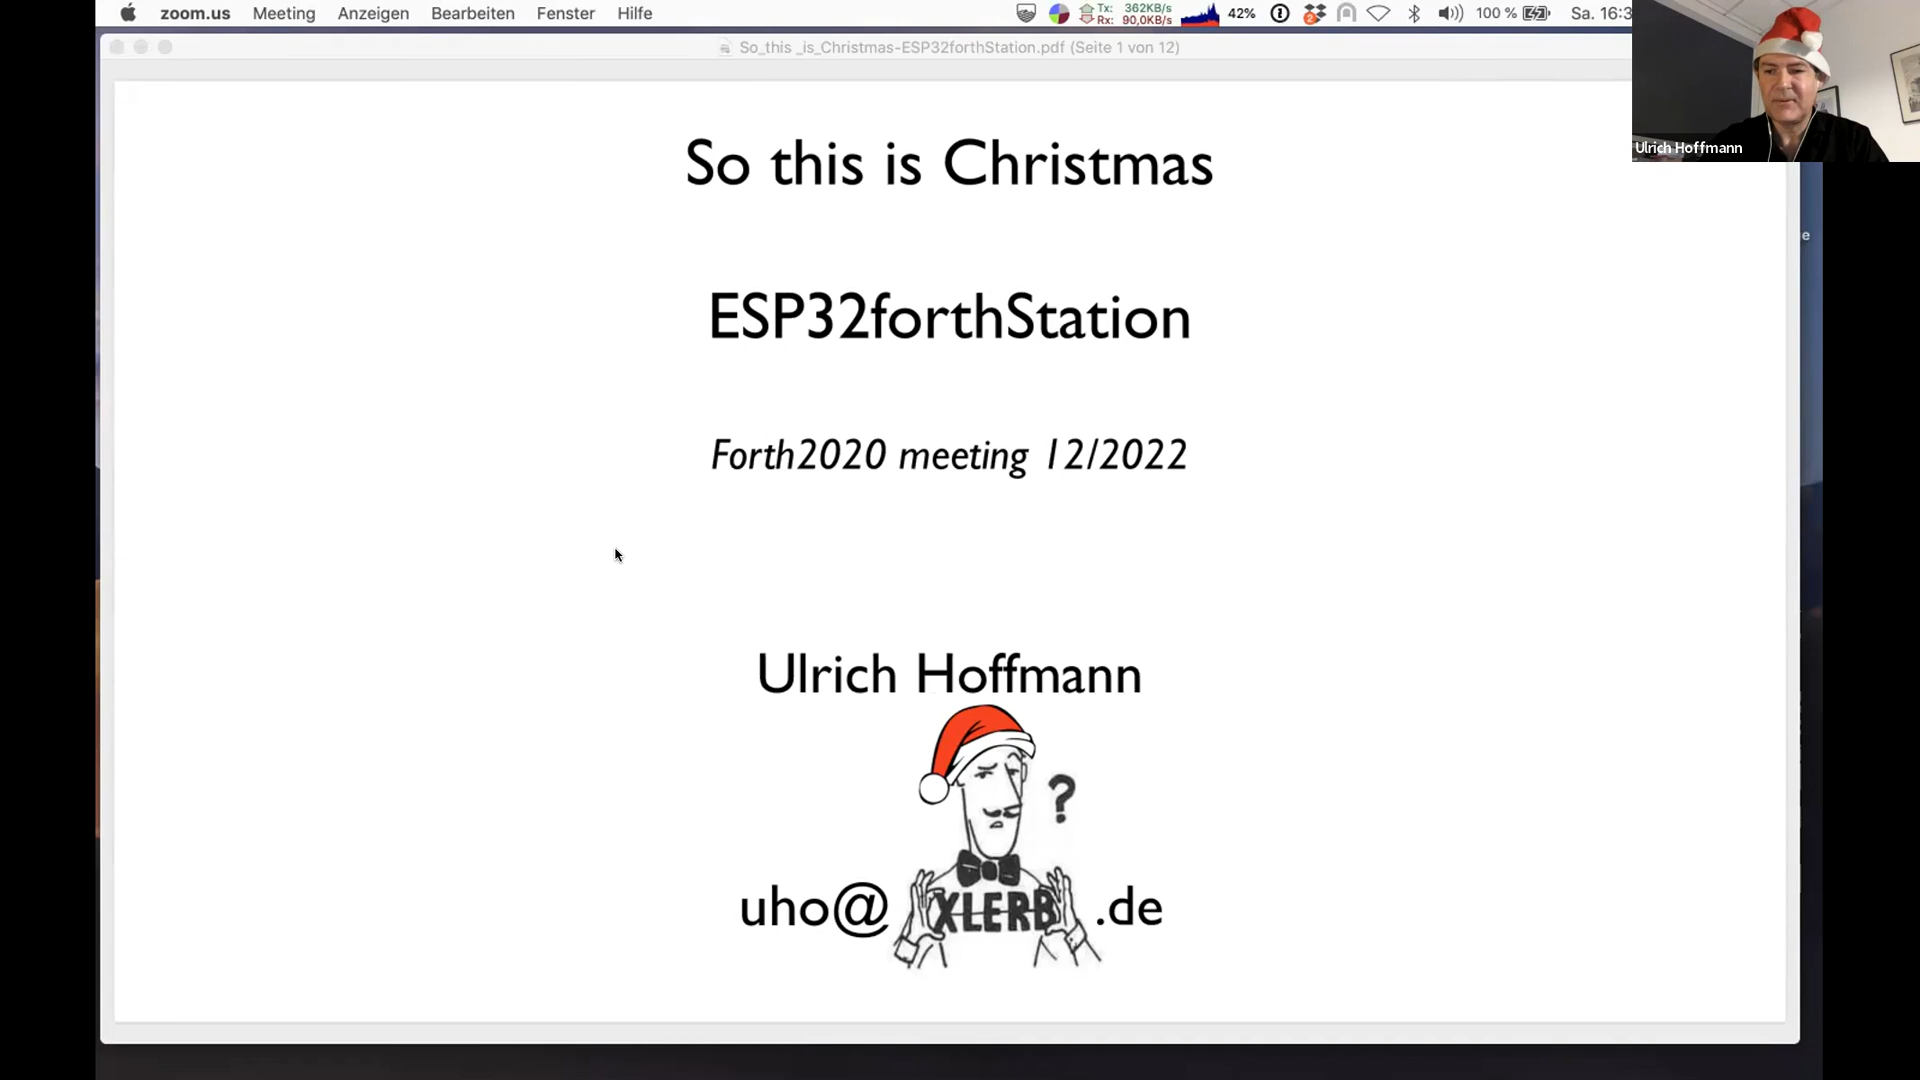 zoom.us Meeting Anzeigen Bearbeiten Fenster Hilfe Tx: 362KB/s Rx: 90,0KB/s 42% 2 100 % Sa. 16:3
So_this _is_Christmas-ESP32forthStation.pdf (Seite 1 von 12)
Ulrich Hoffmann
e
So this is Christmas
ESP32forthStation
Forth2020 meeting 12/2022
Ulrich Hoffmann
?
uho@XLERB.de